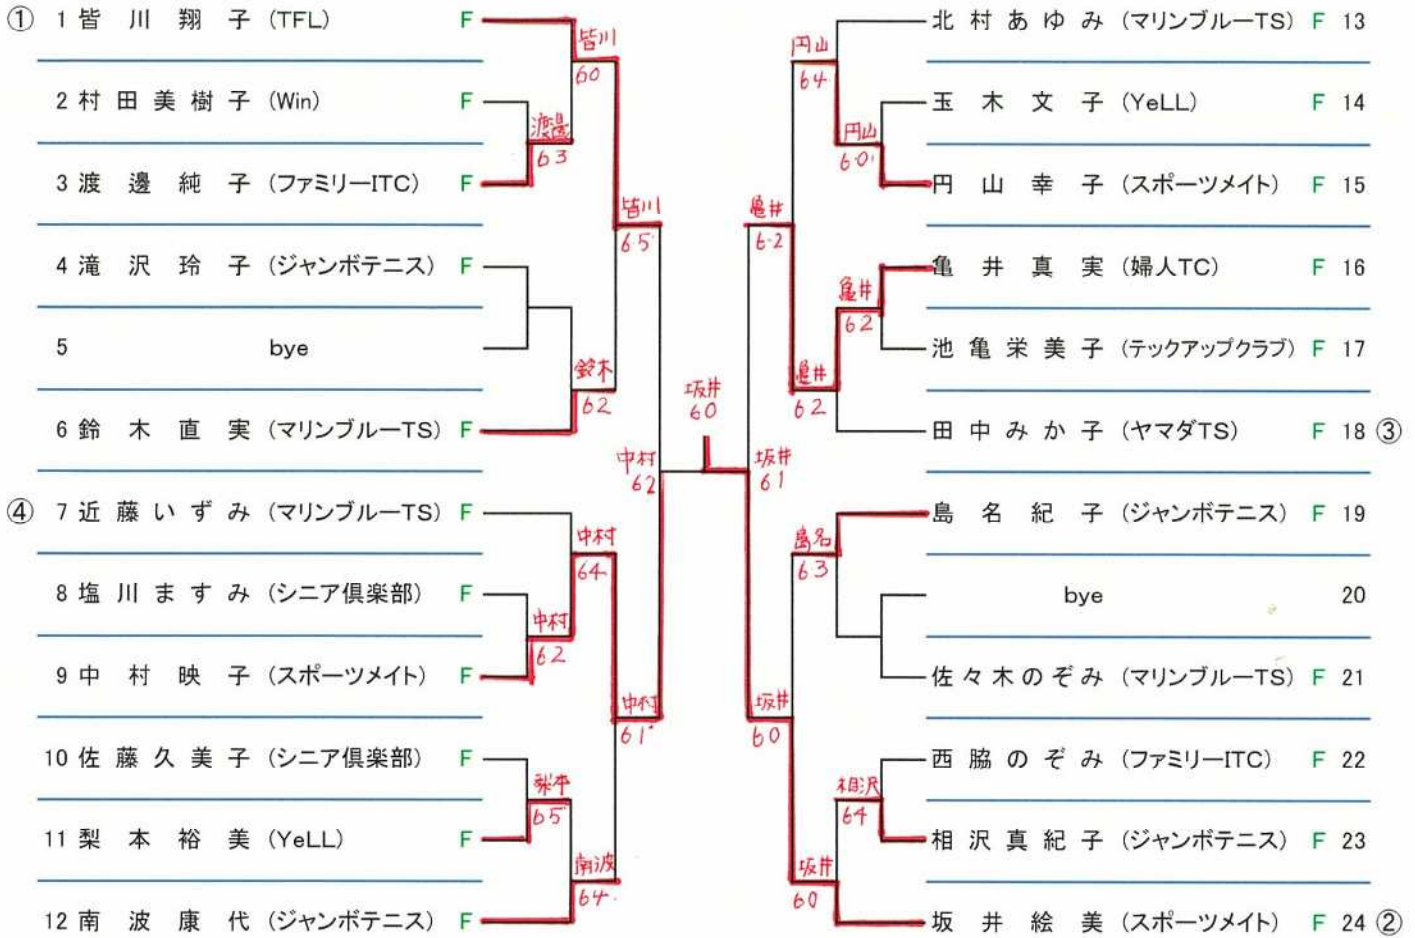 ① 1 皆川翔子 (TFL) F
皆川
60
2 村田美樹子 (Win) F
渡邊
63
3 渡邊純子 (ファミリーITC) F
皆川
6.5
4 滝沢玲子 (ジャンボテニス) F
5 bye
鈴木
62
6 鈴木直実 (マリンブルーTS) F
中村
62
④ 7 近藤いずみ (マリンブルーTS) F
中村
64
8 塩川ますみ (シニア倶楽部) F
中村
62
9 中村映子 (スポーツメイト) F
中村
61
10 佐藤久美子 (シニア倶楽部) F
梨本
65
11 梨本裕美 (YeLL) F
南波
64
12 南波康代 (ジャンボテニス) F
坂井
60
北村あゆみ (マリンブルーTS) F 13
円山
64
玉木文子 (YeLL) F 14
円山
6.0
円山幸子 (スポーツメイト) F 15
亀井
6.2
亀井真実 (婦人TC) F 16
亀井
62
池亀栄美子 (テックアップクラブ) F 17
亀井
62
田中みか子 (ヤマダTS) F 18 ③
坂井
61
島名紀子 (ジャンボテニス) F 19
島名
6.3
bye 20
佐々木のぞみ (マリンブルーTS) F 21
坂井
60
西脇のぞみ (ファミリーITC) F 22
相沢
64
相沢真紀子 (ジャンボテニス) F 23
坂井
60
坂井絵美 (スポーツメイト) F 24 ②